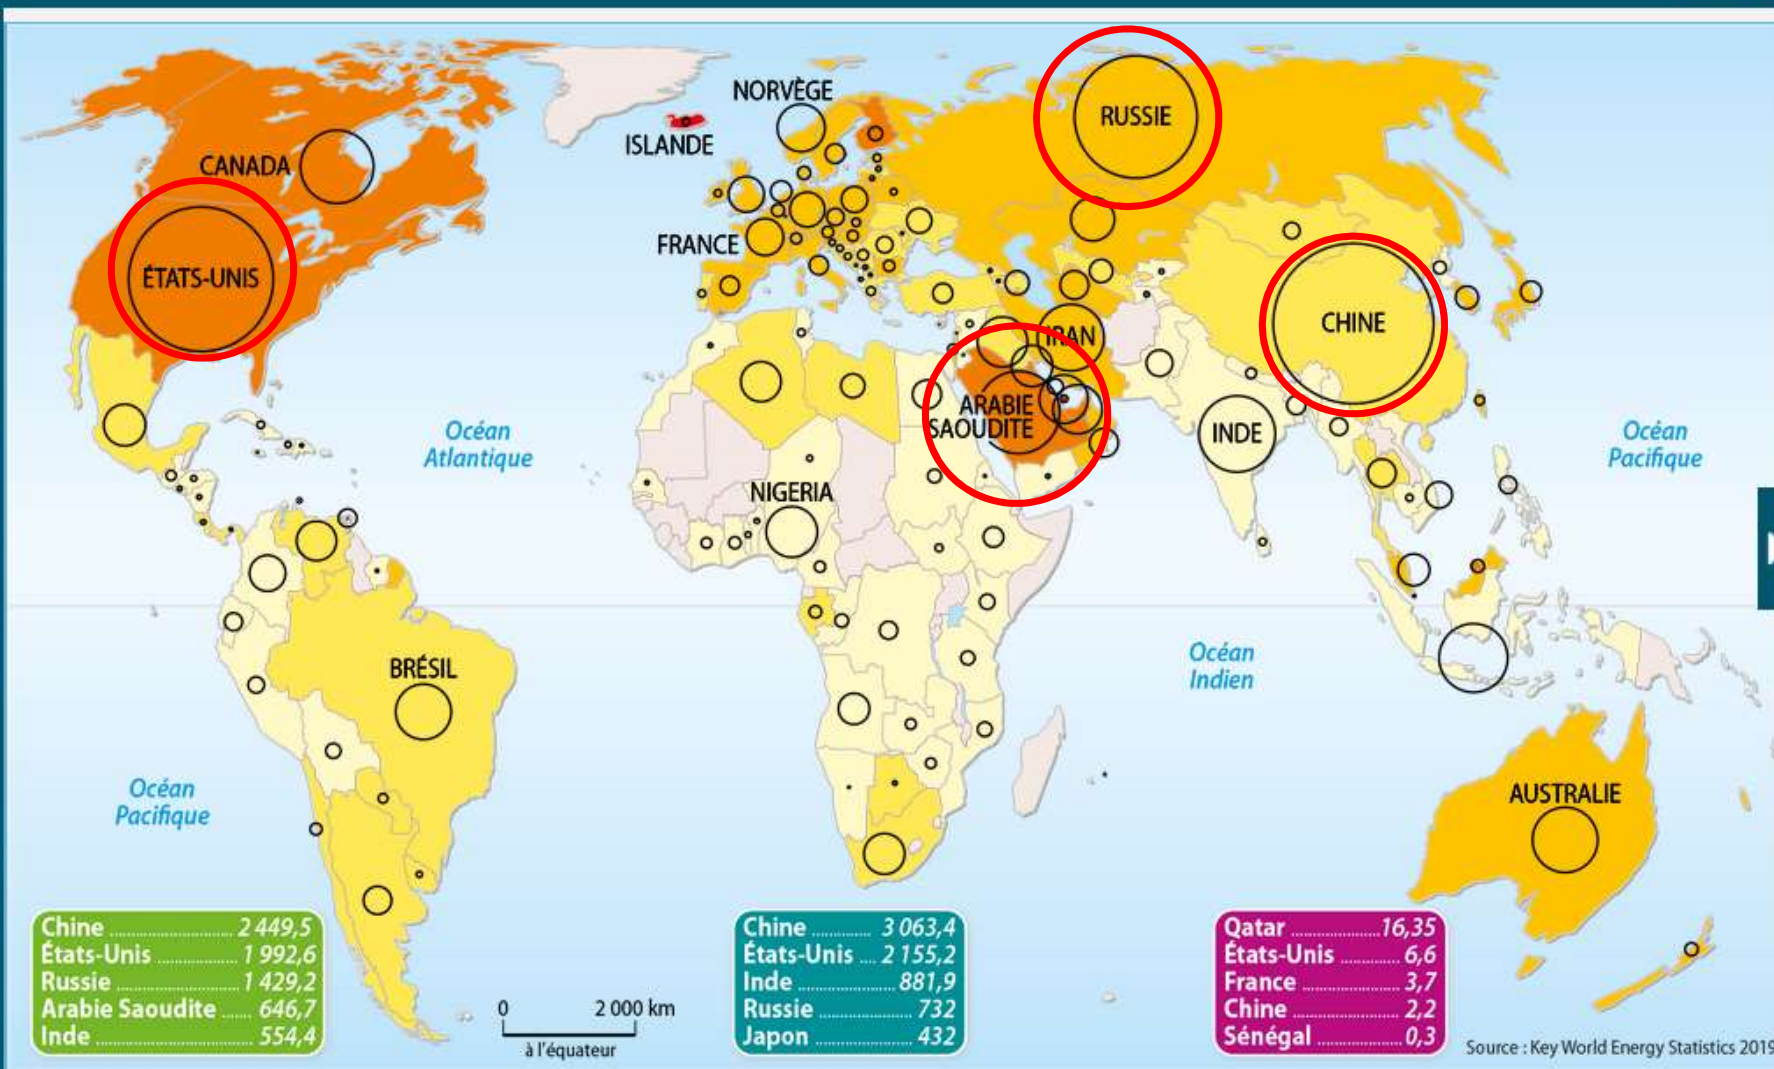 NORVÈGE
ISLANDE
RUSSIE
CANADA
FRANCE
ÉTATS-UNIS
CHINE
IRAN
ARABIE
SAOUDITE
INDE
Océan
Atlantique
Océan
Pacifique
NIGERIA
BRÉSIL
Océan
Indien
Océan
Pacifique
AUSTRALIE
Chine ........................... 2 449,5
États-Unis .................. 1 992,6
Russie ......................... 1 429,2
Arabie Saoudite ...... 646,7
Inde ............................... 554,4
0 2 000 km
à l'équateur
Chine ............. 3 063,4
États-Unis .... 2 155,2
Inde .................. 881,9
Russie ................. 732
Japon .................. 432
Qatar ................... 16,35
États-Unis ............. 6,6
France .................... 3,7
Chine ...................... 2,2
Sénégal .................. 0,3
Source : Key World Energy Statistics 2019